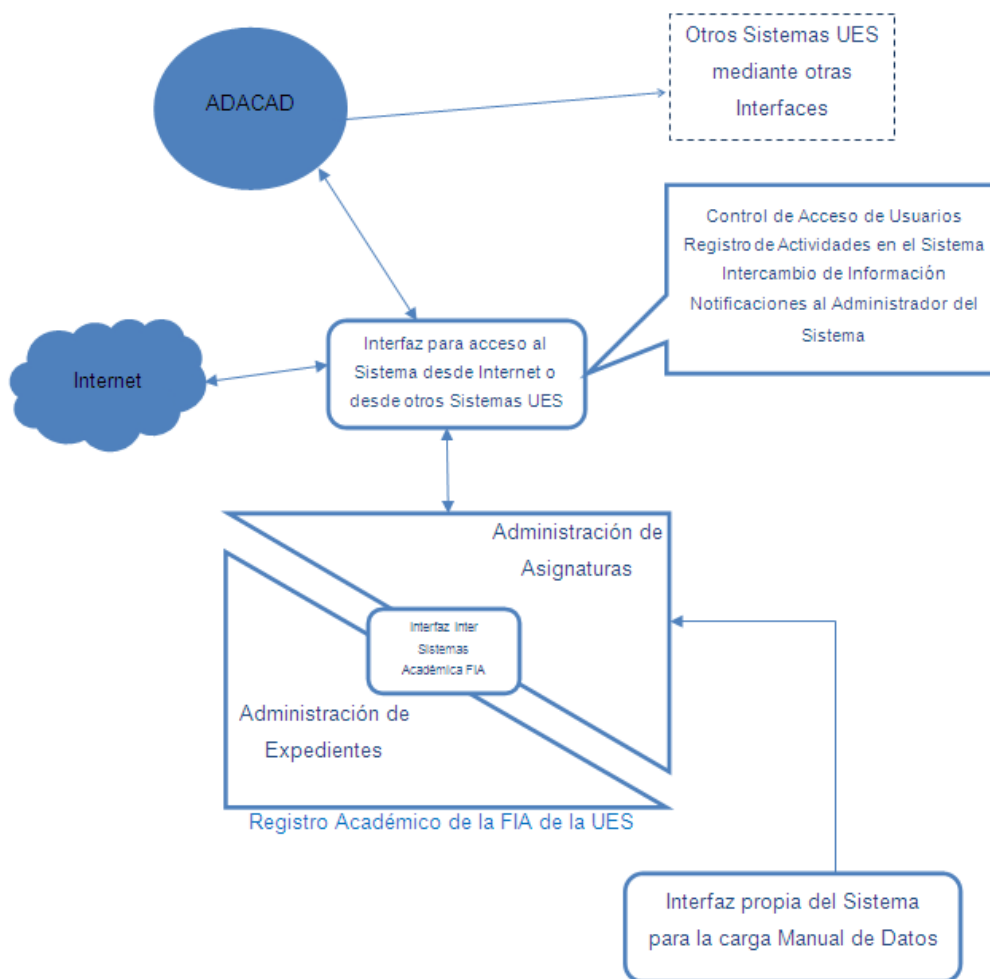 ADACAD
Otros Sistemas UES
mediante otras
Interfaces
Control de Acceso de Usuarios
Registro de Actividades en el Sistema
Intercambio de Información
Notificaciones al Administrador del
Sistema
Internet
Interfaz para acceso al
Sistema desde Internet o
desde otros Sistemas UES
Administración de
Asignaturas
Interfaz Inter
Sistemas
Académica FIA
Administración de
Expedientes
Registro Académico de la FIA de la UES
Interfaz propia del Sistema
para la carga Manual de Datos